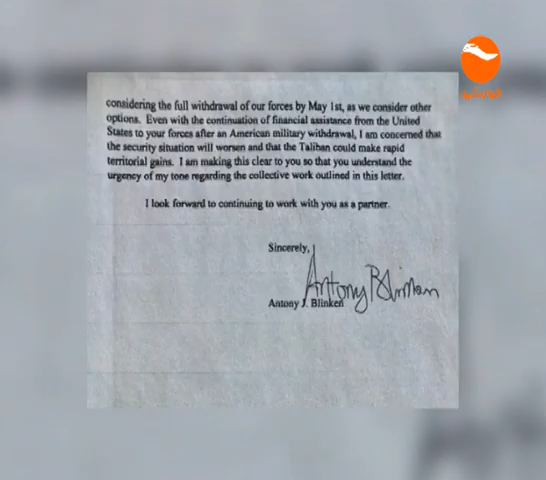 considering the full withdrawal of our forces by May 1st, as we consider other
options. Even with the continuation of financial assistance from the United
States to your forces after an American military withdrawal, I am concerned that
the security situation will worsen and that the Taliban could make rapid
territorial gains. I am making this clear to you so that you understand the
urgency of my tone regarding the collective work outlined in this letter.
I look forward to continuing to work with you as a partner.
Sincerely,
Antony Blinken
Antony J. Blinken